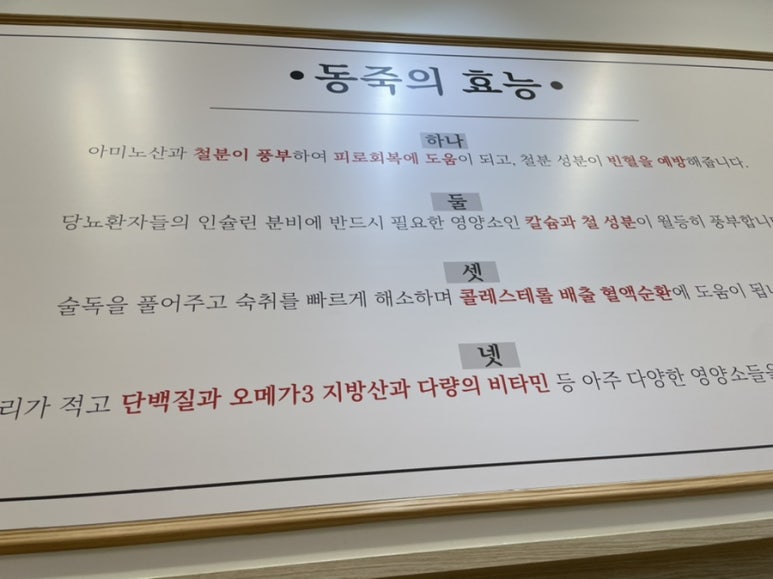 •동죽의 효능•
하나
아미노산과 철분이 풍부하여 피로회복에 도움이 되고, 철분 성분이 빈혈을 예방해줍니다.
둘
당뇨환자들의 인슐린 분비에 반드시 필요한 영양소인 칼슘과 철 성분이 월등히 풍부합니
셋
술독을 풀어주고 숙취를 빠르게 해소하며 콜레스테롤 배출 혈액순환에 도움이 됩니
넷
리가 적고 단백질과 오메가3 지방산과 다량의 비타민 등 아주 다양한 영양소들을